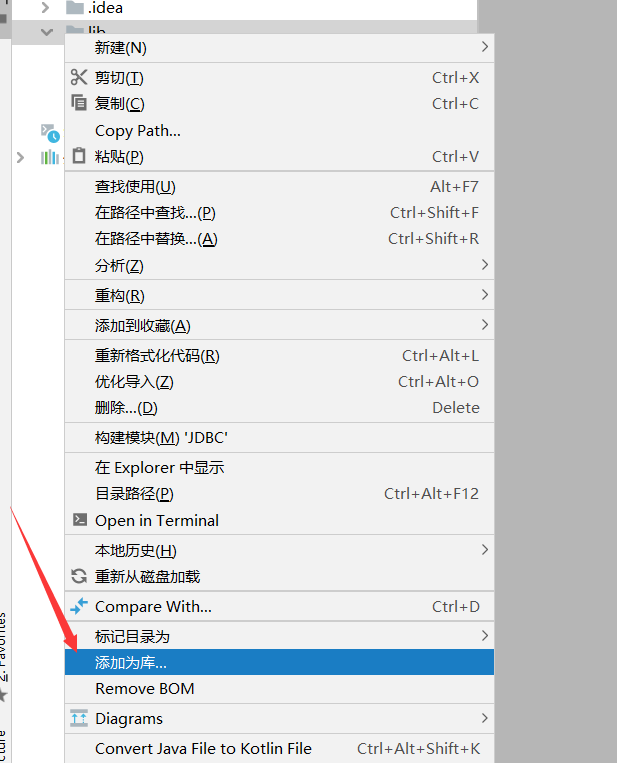 .idea
lib
新建(N)
剪切(T) Ctrl+X
复制(C) Ctrl+C
Copy Path...
粘贴(P) Ctrl+V
查找使用(U) Alt+F7
在路径中查找...(P) Ctrl+Shift+F
在路径中替换...(A) Ctrl+Shift+R
分析(Z)
重构(R)
添加到收藏(A)
重新格式化代码(R) Ctrl+Alt+L
优化导入(Z) Ctrl+Alt+O
删除...(D) Delete
构建模块(M) 'JDBC'
在 Explorer 中显示
目录路径(P) Ctrl+Alt+F12
Open in Terminal
本地历史(H)
重新从磁盘加载
Compare With... Ctrl+D
标记目录为
添加为库...
Remove BOM
Diagrams
Convert Java File to Kotlin File Ctrl+Alt+Shift+K
2: Favorites